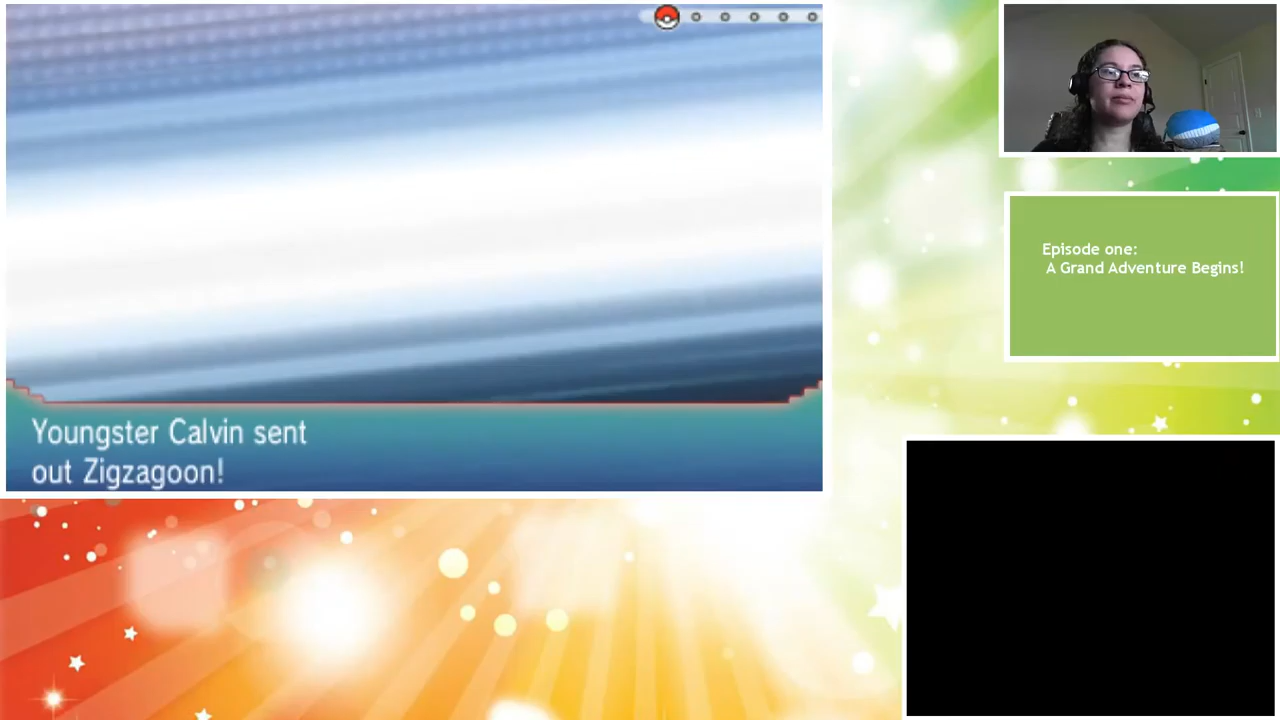 Youngster Calvin sent
out Zigzagoon!
Episode one:
A Grand Adventure Begins!